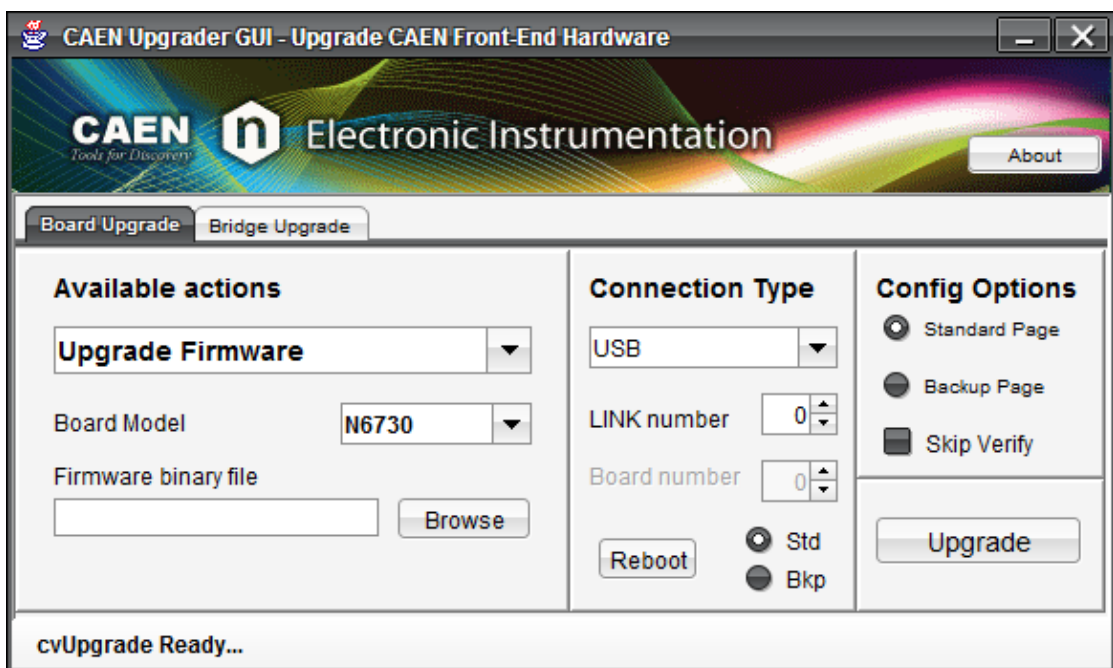 CAEN Upgrader GUI - Upgrade CAEN Front-End Hardware
CAEN n Electronic Instrumentation
Tools for Discovery
About
Board Upgrade Bridge Upgrade
Available actions
Upgrade Firmware
Board Model N6730
Firmware binary file
Browse
Connection Type
USB
LINK number 0
Board number 0
Reboot
Std
Bkp
Config Options
Standard Page
Backup Page
Skip Verify
Upgrade
cvUpgrade Ready...